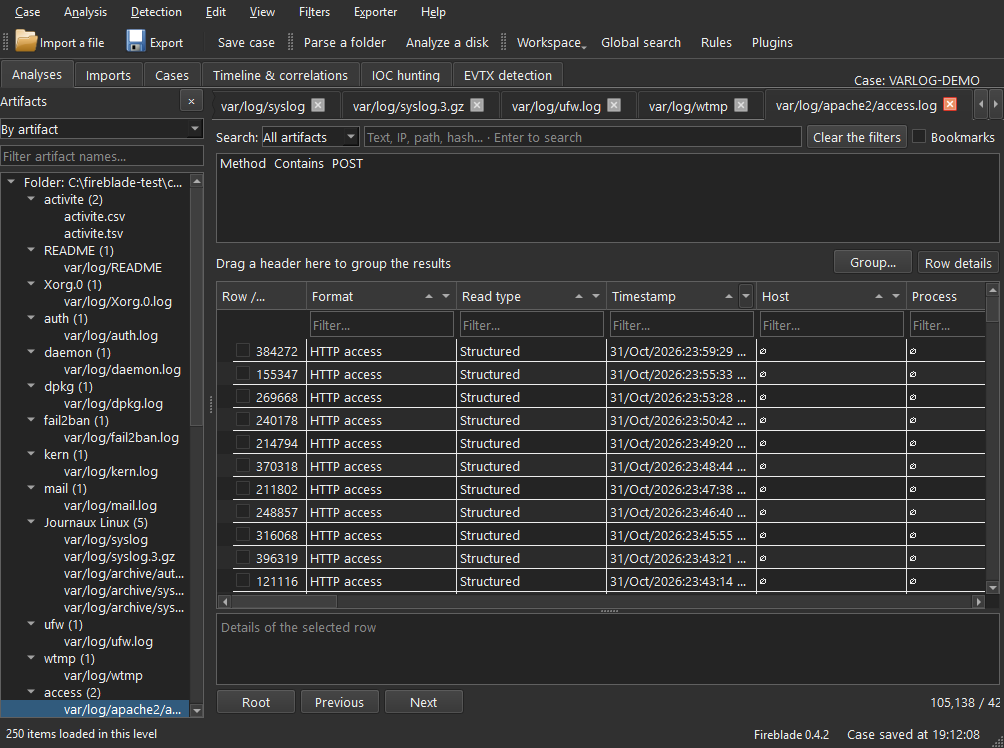 Case Analysis Detection Edit View Filters Exporter Help
Import a file Export Save case Parse a folder Analyze a disk Workspace Global search Rules Plugins
Analyses Imports Cases Timeline & correlations IOC hunting EVTX detection Case: VARLOG-DEMO
Artifacts
By artifact
Filter artifact names...
Folder: C:\fireblade-test\c...
activite (2)
activite.csv
activite.tsv
README (1)
var/log/README
Xorg.0 (1)
var/log/Xorg.0.log
auth (1)
var/log/auth.log
daemon (1)
var/log/daemon.log
dpkg (1)
var/log/dpkg.log
fail2ban (1)
var/log/fail2ban.log
kern (1)
var/log/kern.log
mail (1)
var/log/mail.log
Journaux Linux (5)
var/log/syslog
var/log/syslog.3.gz
var/log/archive/aut...
var/log/archive/sys...
var/log/archive/sys...
ufw (1)
var/log/ufw.log
wtmp (1)
var/log/wtmp
access (2)
var/log/apache2/a...
var/log/syslog var/log/syslog.3.gz var/log/ufw.log var/log/wtmp var/log/apache2/access.log
Search: All artifacts Text, IP, path, hash... · Enter to search Clear the filters Bookmarks
Method Contains POST
Drag a header here to group the results Group... Row details
Row /... Format Read type Timestamp Host Process
Filter... Filter... Filter... Filter... Filter...
384272 HTTP access Structured 31/Oct/2026:23:59:29 ... ∅ ∅
155347 HTTP access Structured 31/Oct/2026:23:55:33 ... ∅ ∅
269668 HTTP access Structured 31/Oct/2026:23:53:28 ... ∅ ∅
240178 HTTP access Structured 31/Oct/2026:23:50:42 ... ∅ ∅
214794 HTTP access Structured 31/Oct/2026:23:49:20 ... ∅ ∅
370318 HTTP access Structured 31/Oct/2026:23:48:44 ... ∅ ∅
211802 HTTP access Structured 31/Oct/2026:23:47:38 ... ∅ ∅
248857 HTTP access Structured 31/Oct/2026:23:46:40 ... ∅ ∅
316068 HTTP access Structured 31/Oct/2026:23:45:55 ... ∅ ∅
396319 HTTP access Structured 31/Oct/2026:23:43:21 ... ∅ ∅
121116 HTTP access Structured 31/Oct/2026:23:43:14 ... ∅ ∅
Details of the selected row
Root Previous Next 105,138 / 42
250 items loaded in this level Fireblade 0.4.2 Case saved at 19:12:08